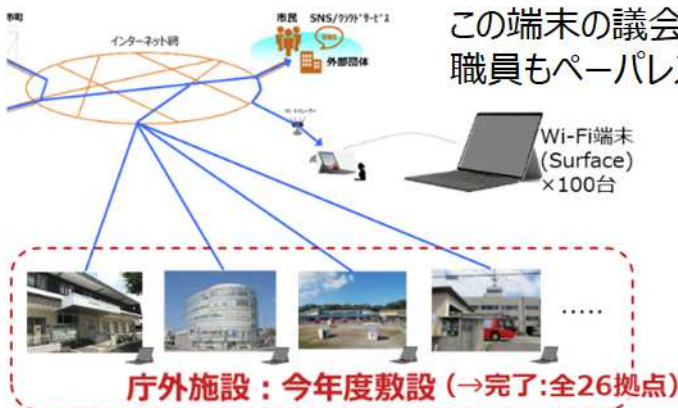 市町
インターネット網
市民 SNS/クラウドサービス
SNS
外部団体
この端末の議会
職員もペーパレス
Wi-Fi端末
(Surface)
×100台
.....
庁外施設：今年度敷設(→完了:全26拠点)